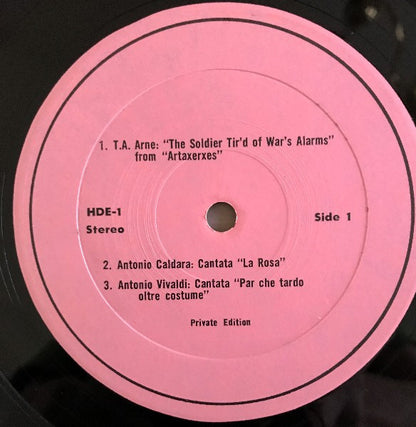 1. T.A. Arne: "The Soldier Tir'd of War's Alarms"
from "Artaxerxes"
HDE-1
Stereo
Side 1
2. Antonio Caldara: Cantata "La Rosa"
3. Antonio Vivaldi: Cantata "Par che tardo
oltre costume"
Private Edition